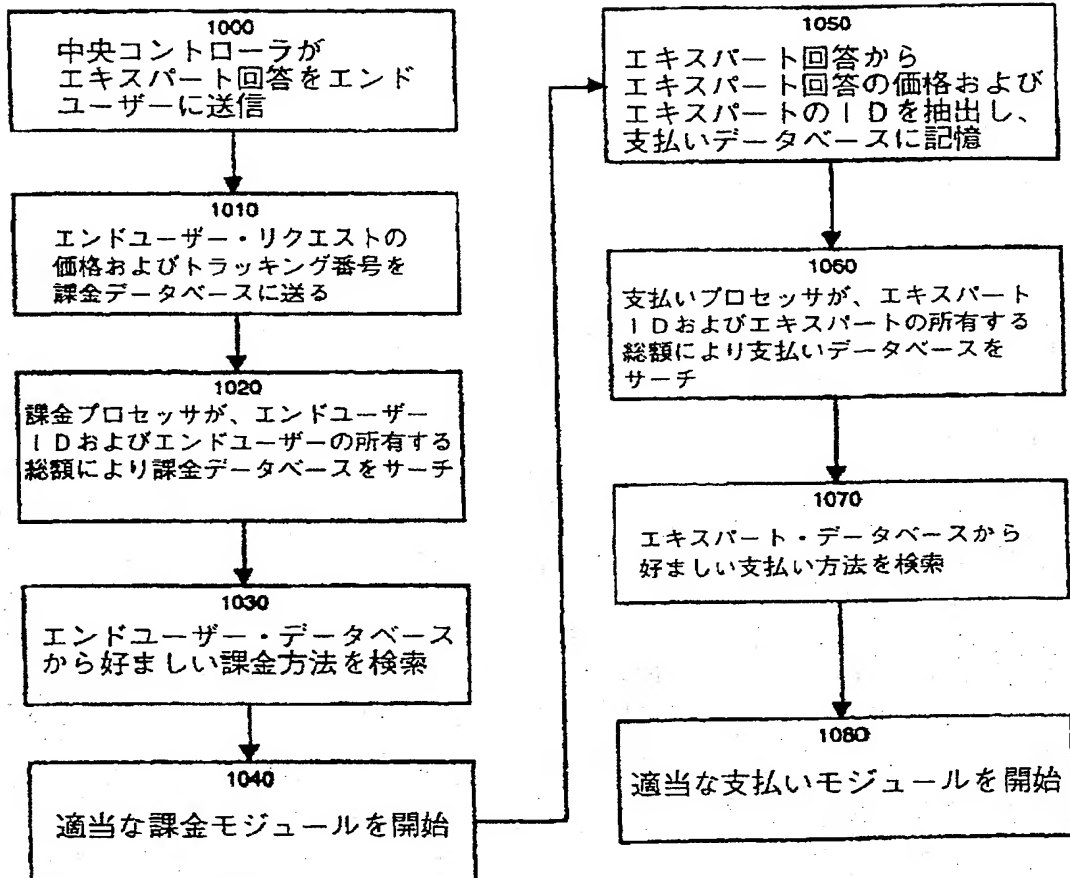 1000
中央コントローラが
エキスパート回答をエンド
ユーザーに送信
1010
エンドユーザー・リクエストの
価格およびトラッキング番号を
課金データベースに送る
1020
課金プロセッサが、エンドユーザー
IDおよびエンドユーザーの所有する
総額により課金データベースをサーチ
1030
エンドユーザー・データベース
から好ましい課金方法を検索
1040
適当な課金モジュールを開始
1050
エキスパート回答から
エキスパート回答の価格および
エキスパートのIDを抽出し、
支払いデータベースに記憶
1060
支払いプロセッサが、エキスパート
IDおよびエキスパートの所有する
総額により支払いデータベースを
サーチ
1070
エキスパート・データベースから
好ましい支払い方法を検索
1080
適当な支払いモジュールを開始